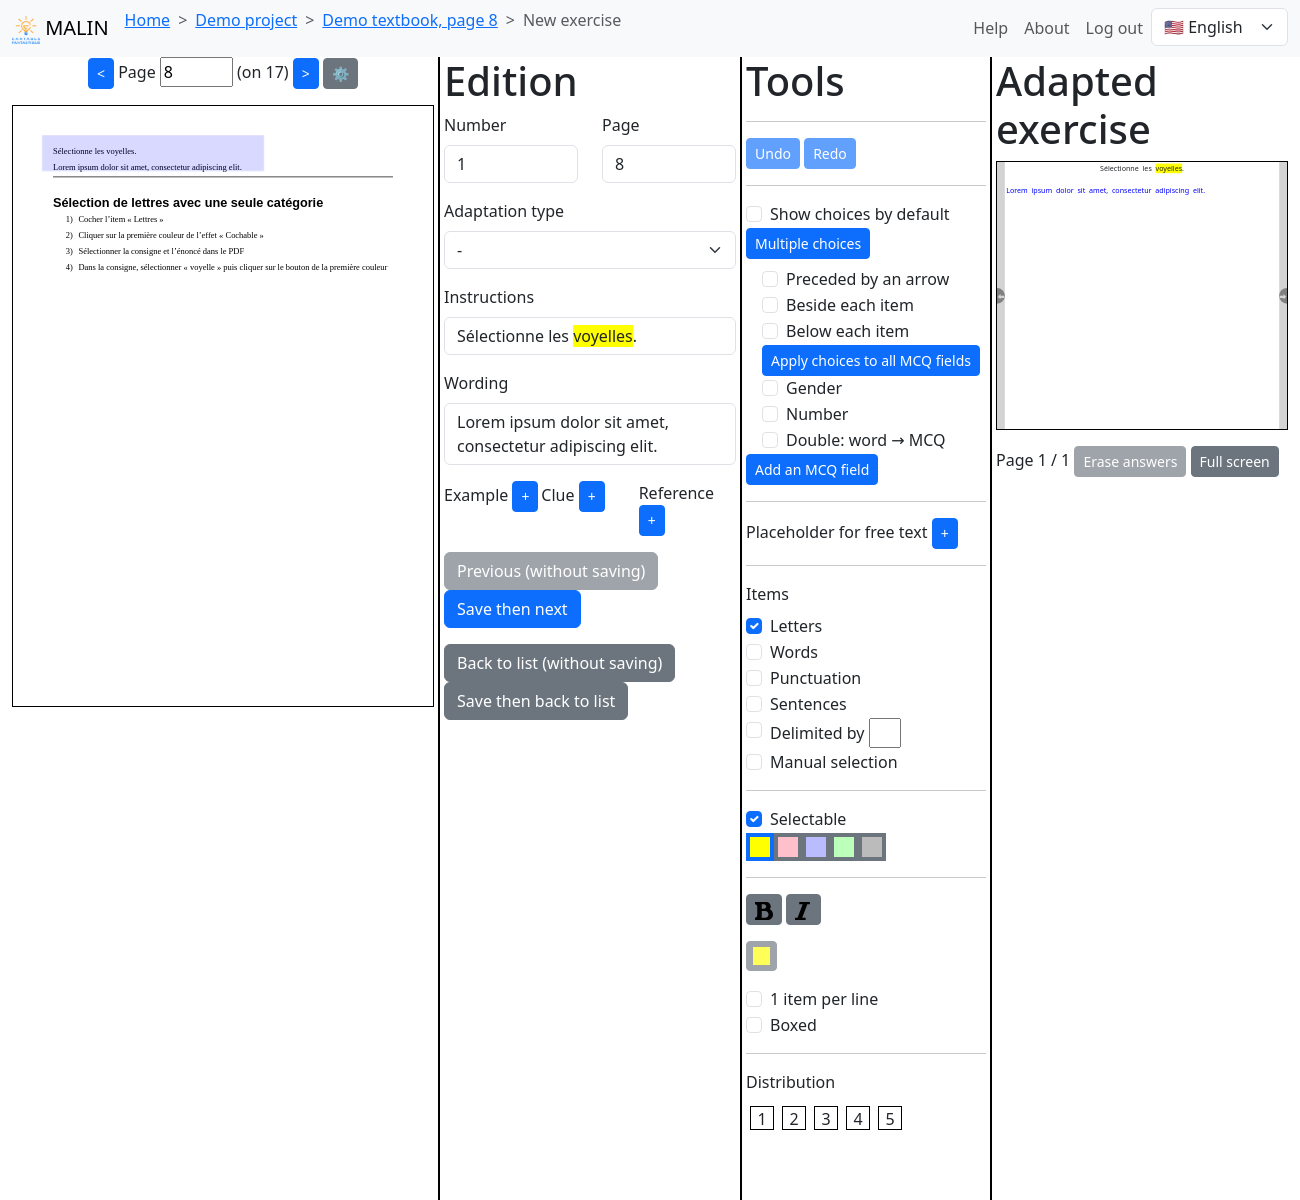 MALIN
Home > Demo project > Demo textbook, page 8 > New exercise
Help About Log out 🇺🇸 English
< Page 8 (on 17) > ⚙️
Sélectionne les voyelles.
Lorem ipsum dolor sit amet, consectetur adipiscing elit.
Sélection de lettres avec une seule catégorie
1) Cocher l’item « Lettres »
2) Cliquer sur la première couleur de l’effet « Cochable »
3) Sélectionner la consigne et l’énoncé dans le PDF
4) Dans la consigne, sélectionner « voyelle » puis cliquer sur le bouton de la première couleur
Edition
Number Page
1 8
Adaptation type
-
Instructions
Sélectionne les voyelles.
Wording
Lorem ipsum dolor sit amet,
consectetur adipiscing elit.
Example + Clue + Reference
+
Previous (without saving)
Save then next
Back to list (without saving)
Save then back to list
Tools
Undo Redo
Show choices by default
Multiple choices
Preceded by an arrow
Beside each item
Below each item
Apply choices to all MCQ fields
Gender
Number
Double: word → MCQ
Add an MCQ field
Placeholder for free text +
Items
Letters
Words
Punctuation
Sentences
Delimited by
Manual selection
Selectable
B I
1 item per line
Boxed
Distribution
1 2 3 4 5
Adapted
exercise
Sélectionne les voyelles.
Lorem ipsum dolor sit amet, consectetur adipiscing elit.
Page 1 / 1 Erase answers Full screen